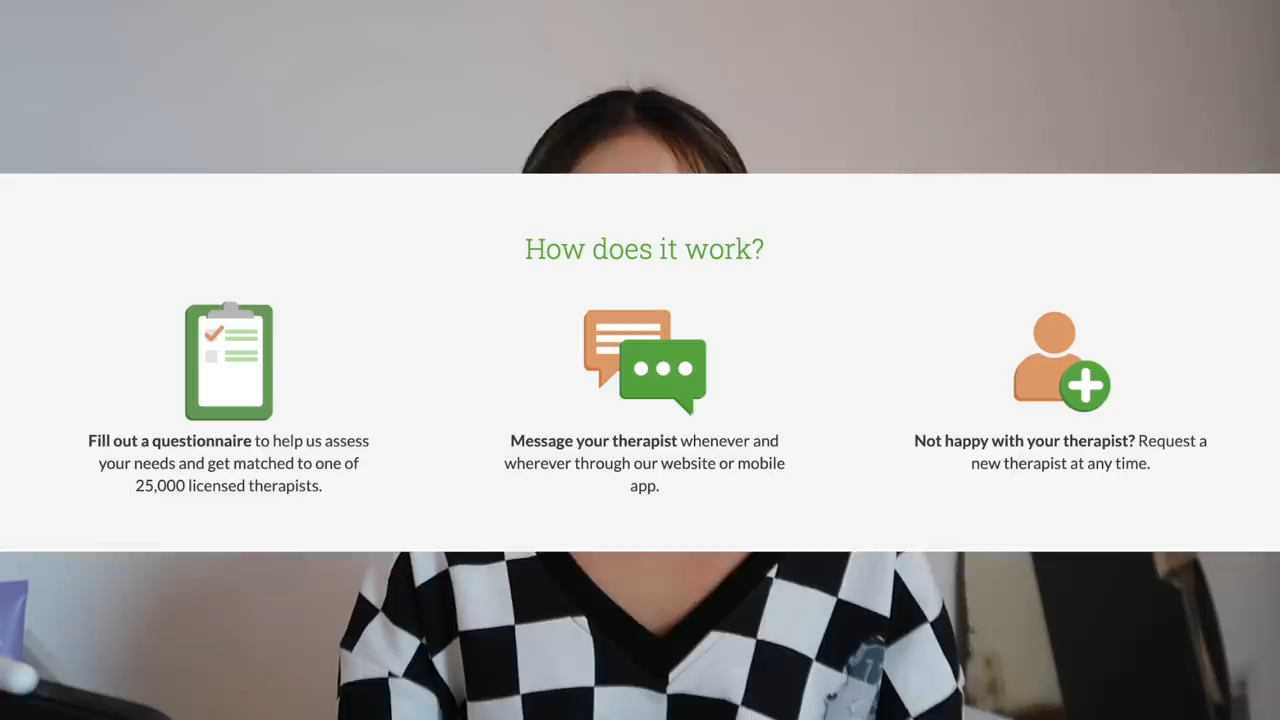 How does it work?
Fill out a questionnaire to help us assess
your needs and get matched to one of
25,000 licensed therapists.
Message your therapist whenever and
wherever through our website or mobile
app.
Not happy with your therapist? Request a
new therapist at any time.